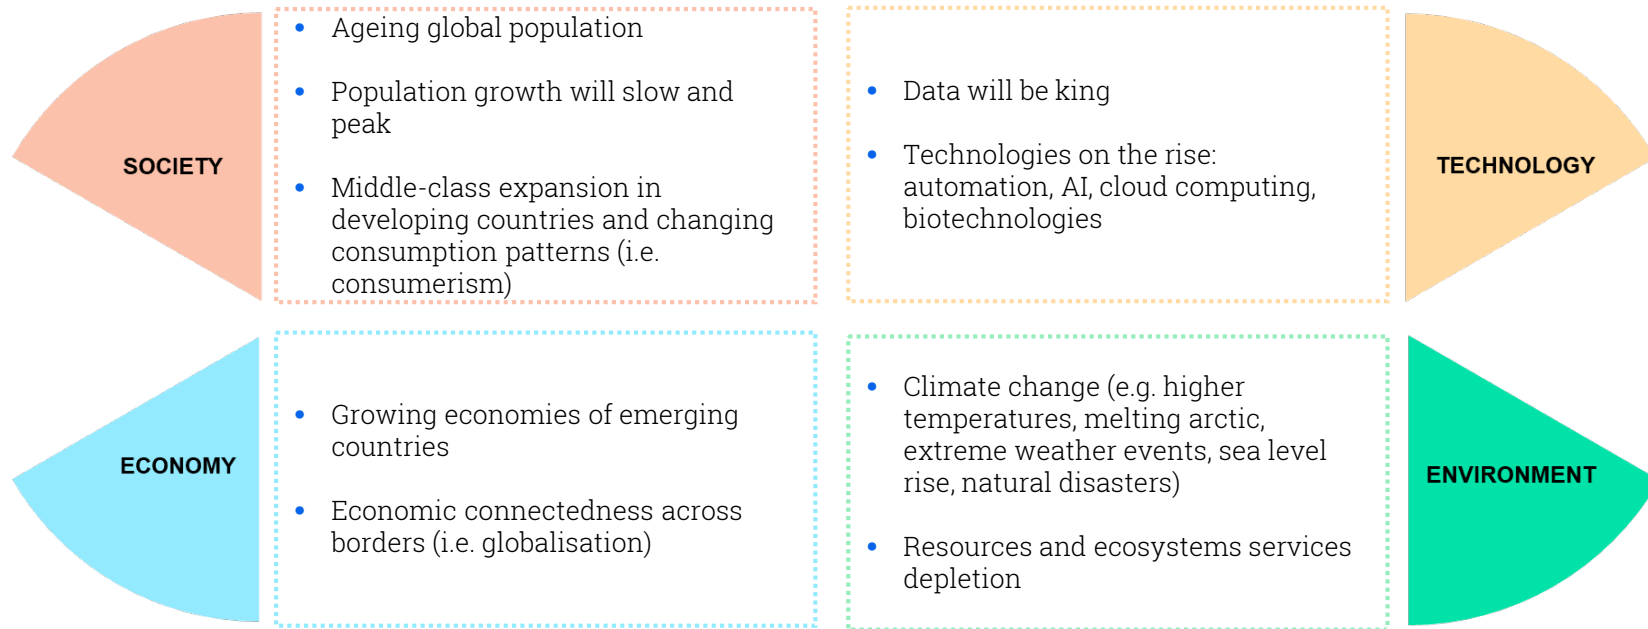 SOCIETY
• Ageing global population
• Population growth will slow and
peak
• Middle-class expansion in
developing countries and changing
consumption patterns (i.e.
consumerism)
• Data will be king
• Technologies on the rise:
automation, AI, cloud computing,
biotechnologies
TECHNOLOGY
ECONOMY
• Growing economies of emerging
countries
• Economic connectedness across
borders (i.e. globalisation)
• Climate change (e.g. higher
temperatures, melting arctic,
extreme weather events, sea level
rise, natural disasters)
• Resources and ecosystems services
depletion
ENVIRONMENT